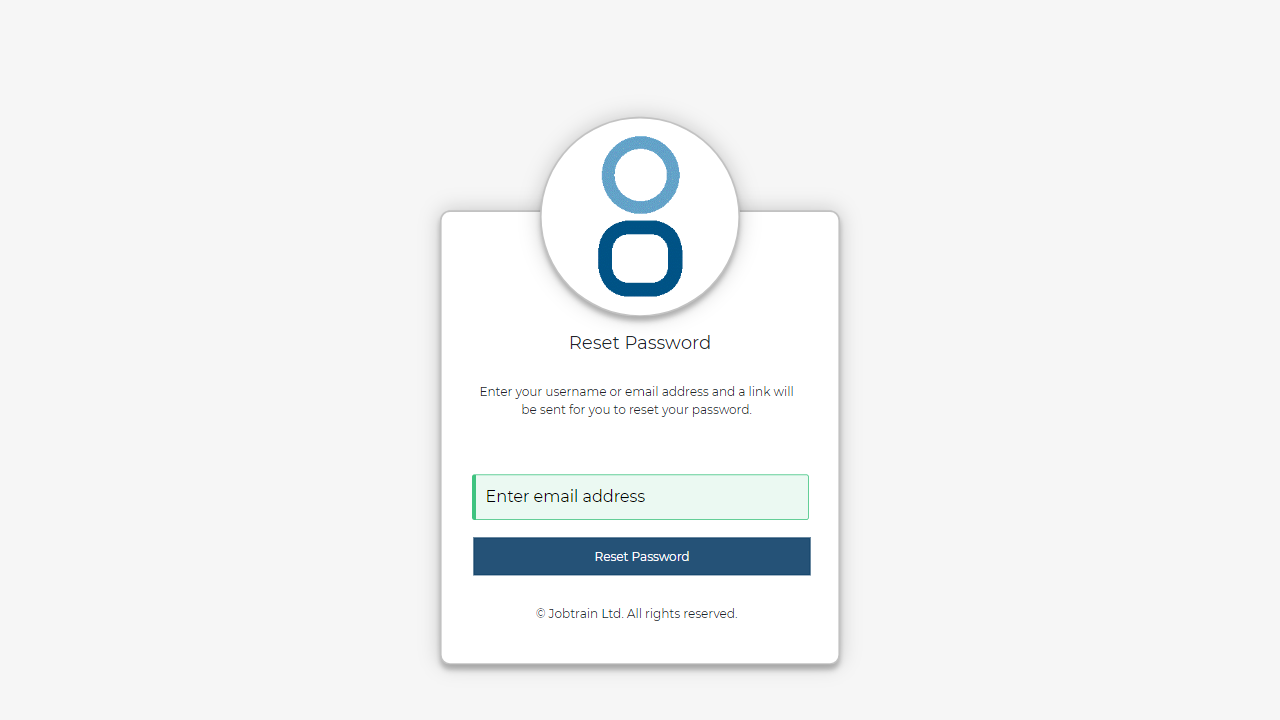 Reset Password
Enter your username or email address and a link will
be sent for you to reset your password.
Enter email address
Reset Password
© Jobtrain Ltd. All rights reserved.